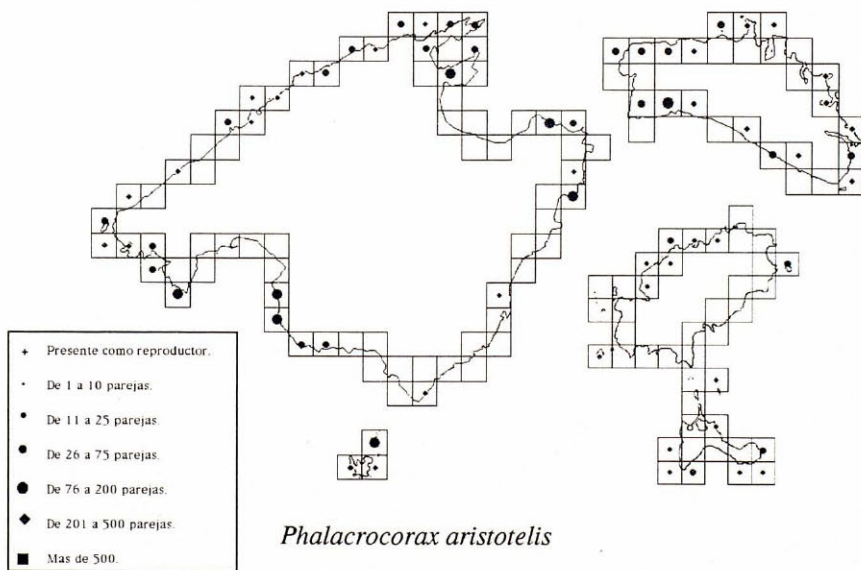 Presente como reproductor.
De 1 a 10 parejas.
De 11 a 25 parejas.
De 26 a 75 parejas.
De 76 a 200 parejas.
De 201 a 500 parejas.
Mas de 500.
Phalacrocorax aristotelis